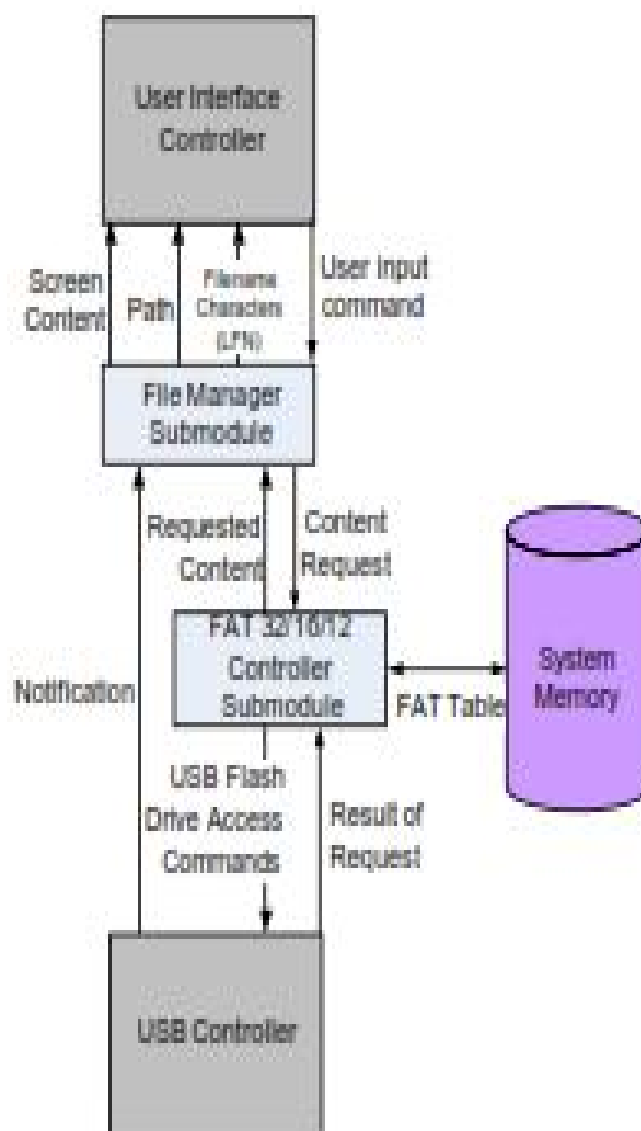 User Interface
Controller
Screen
Content
Path
Filename
Characters
(LFN)
User Input
command
File Manager
Submodule
Requested
Content
Content
Request
FAT 32/16/12
Controller
Submodule
System
Memory
Notification
FAT Table
USB Flash
Drive Access
Commands
Result of
Request
USB Controller